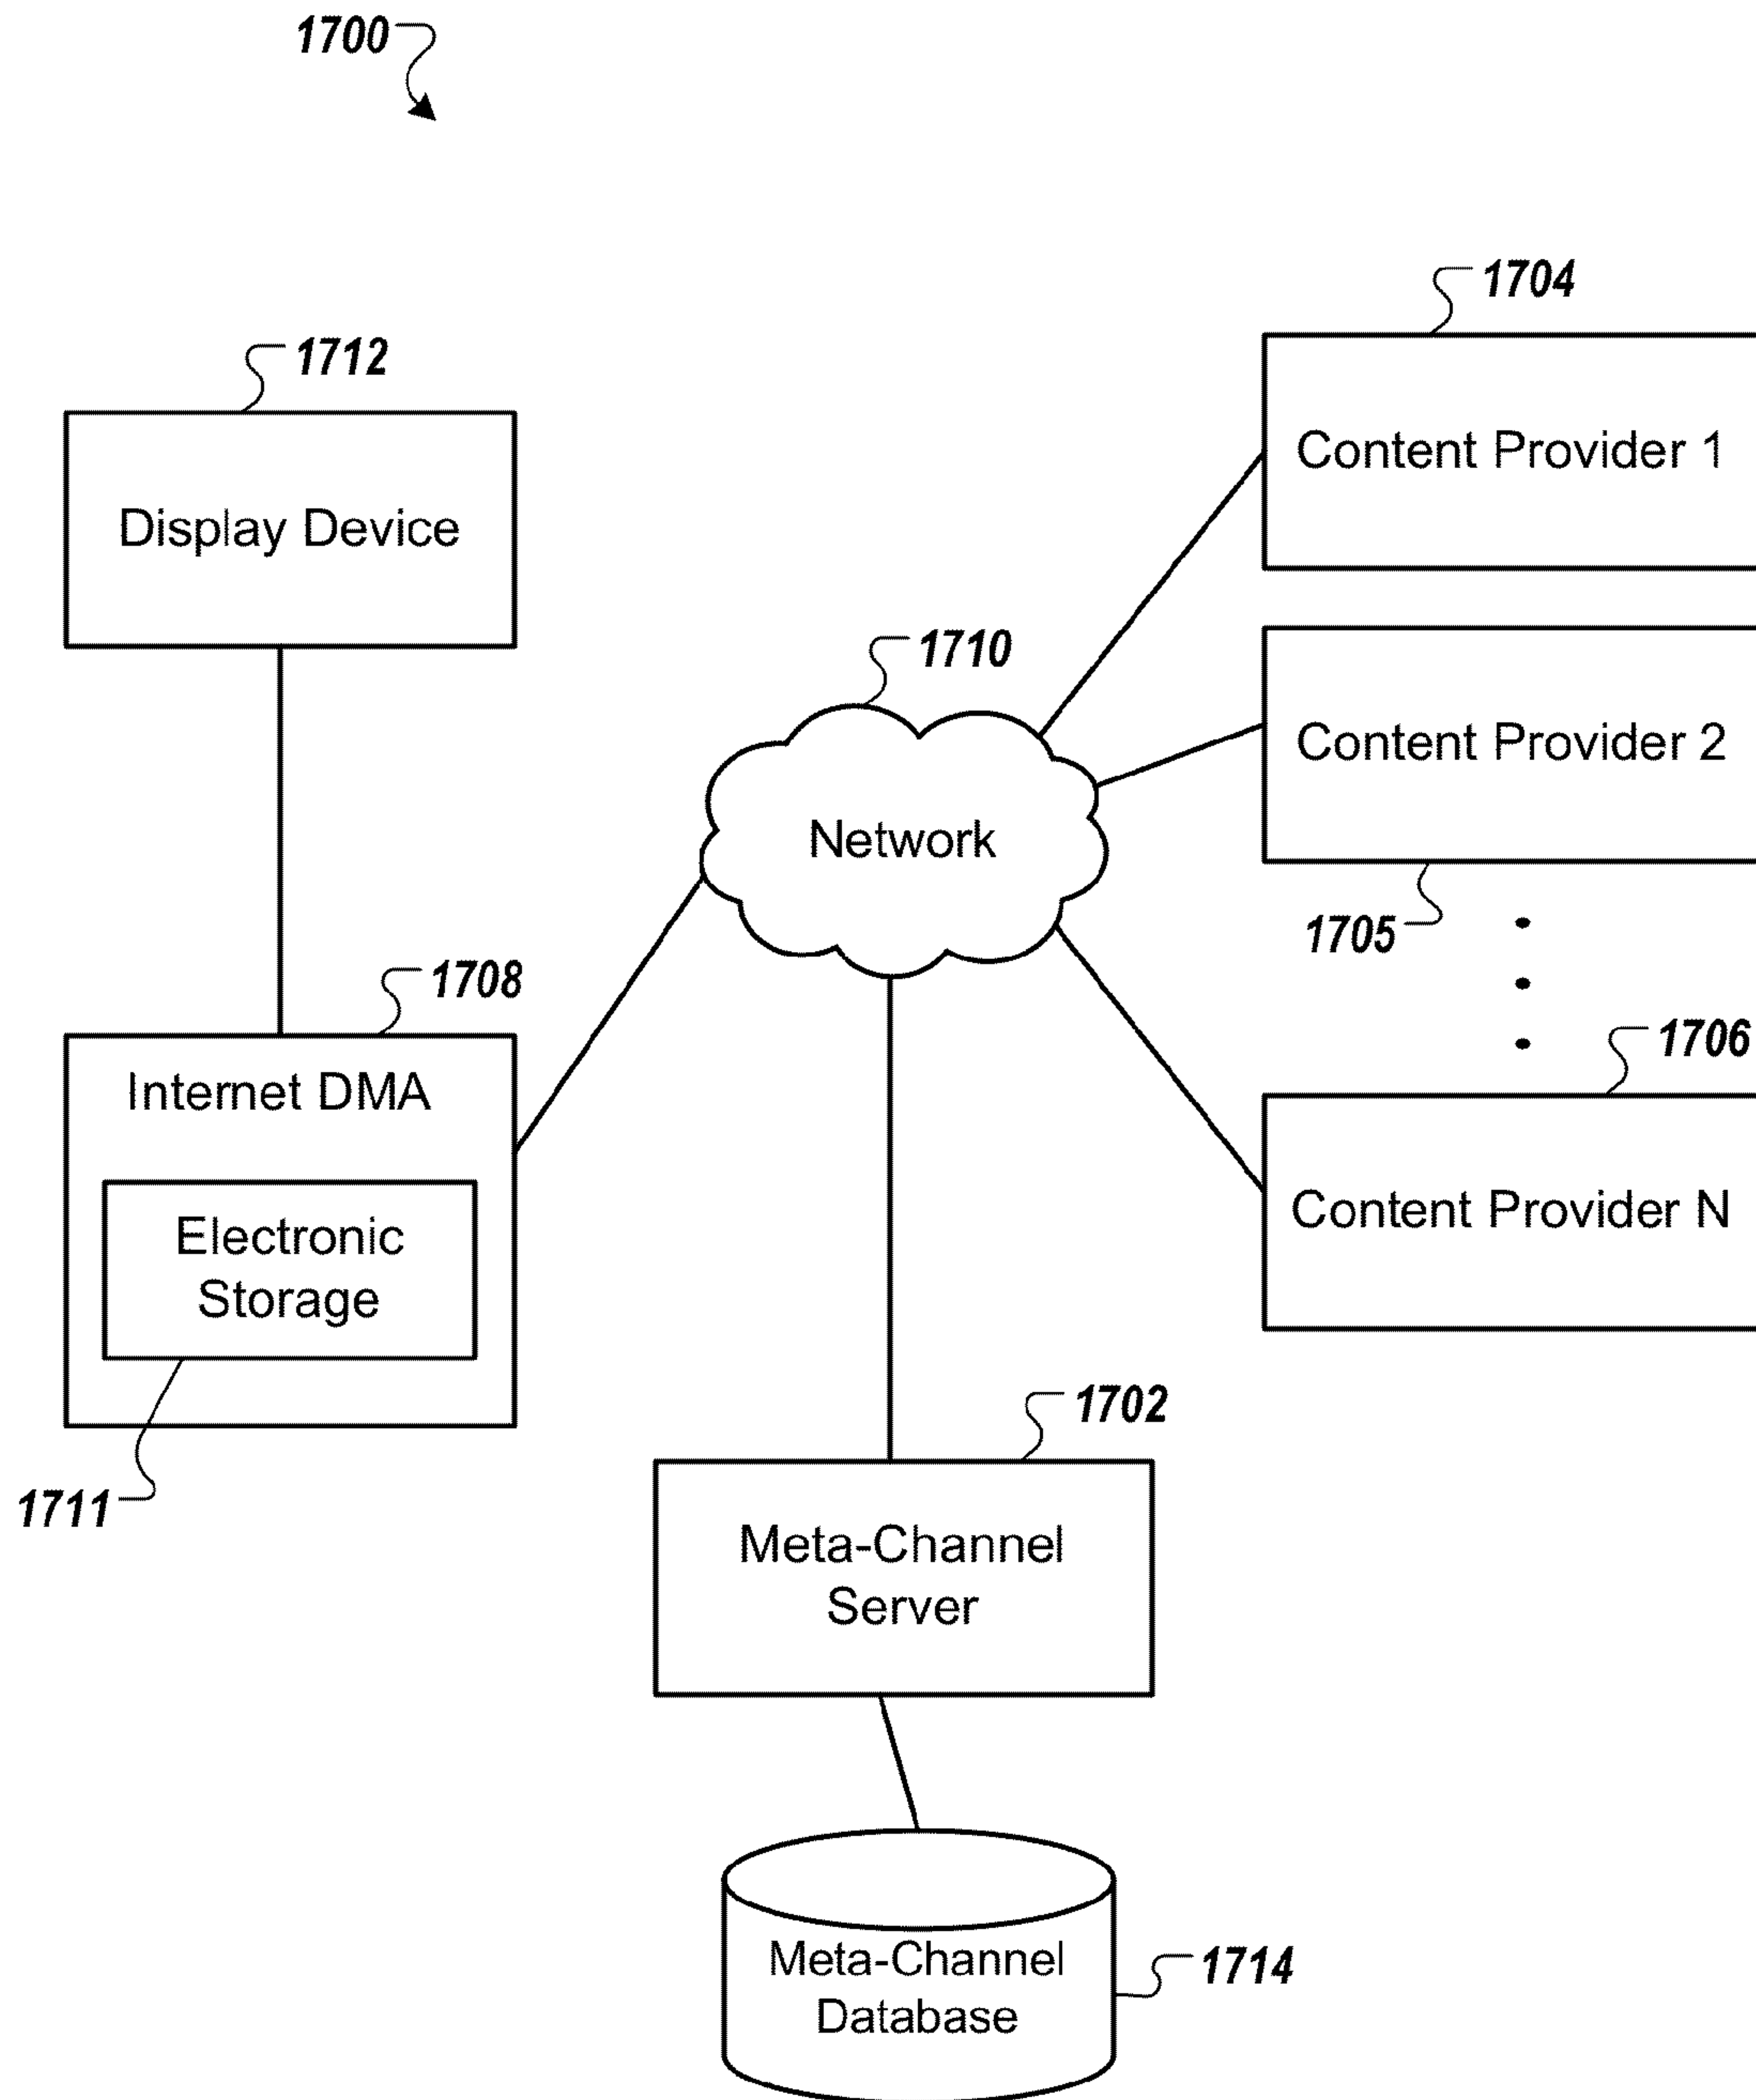 1700
1704
1712
Content Provider 1
Display Device
1710
Content Provider 2
Network
1705
1708
1706
Internet DMA
Content Provider N
Electronic
Storage
1702
1711
Meta-Channel
Server
Meta-Channel
Database
1714